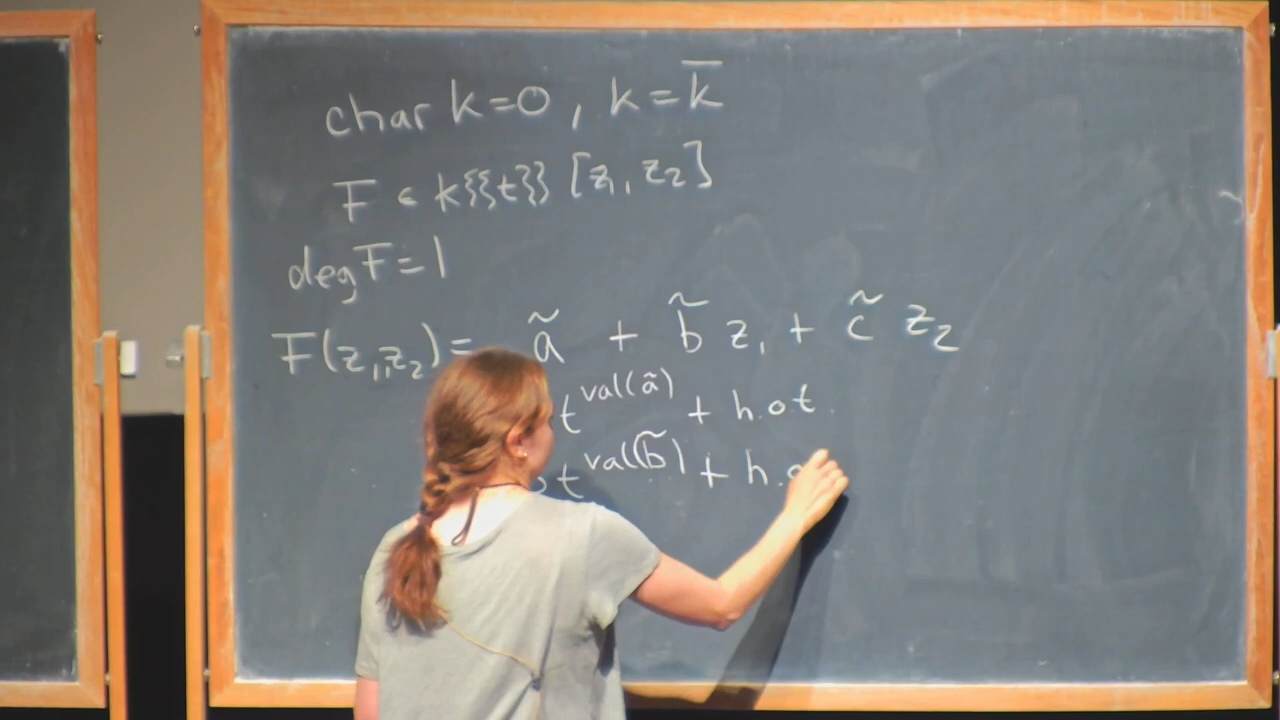 char k=0, k=k̅
F ∈ k{{t}} [z₁, z₂]
deg F=1
F(z₁,z₂)= ã + b̃ z₁ + c̃ z₂
t^val(ã) + h.o.t.
t^val(b̃) + h.o